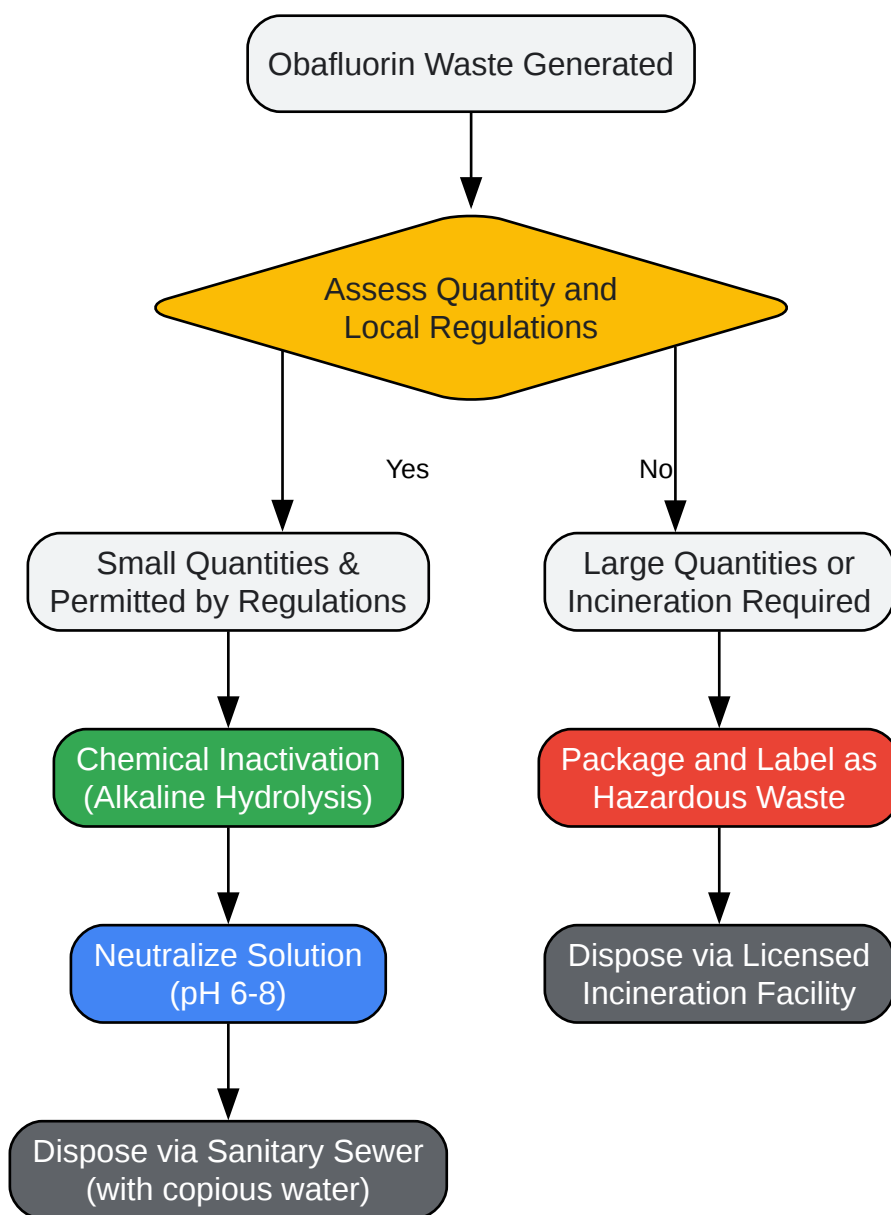 Obafluorin Waste Generated
Assess Quantity and
Local Regulations
Yes
No
Small Quantities &
Permitted by Regulations
Large Quantities or
Incineration Required
Chemical Inactivation
(Alkaline Hydrolysis)
Package and Label as
Hazardous Waste
Neutralize Solution
(pH 6-8)
Dispose via Licensed
Incineration Facility
Dispose via Sanitary Sewer
(with copious water)